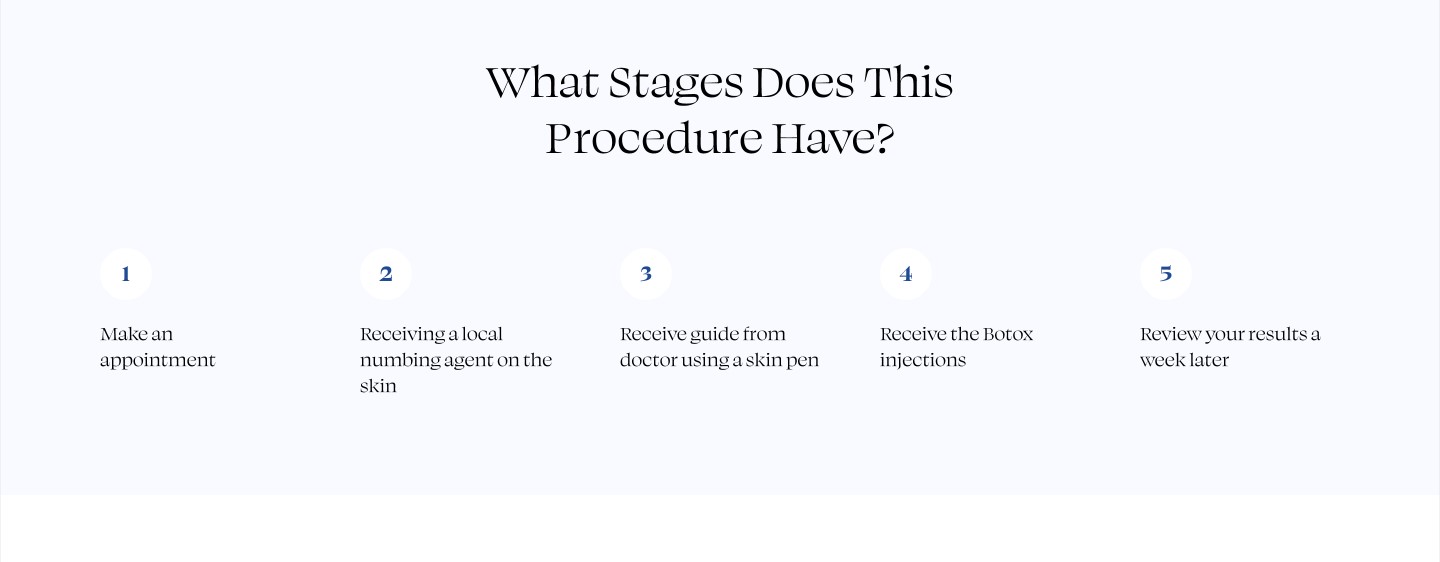 What Stages Does This
Procedure Have?
1
Make an
appointment
2
Receiving a local
numbing agent on the
skin
3
Receive guide from
doctor using a skin pen
4
Receive the Botox
injections
5
Review your results a
week later